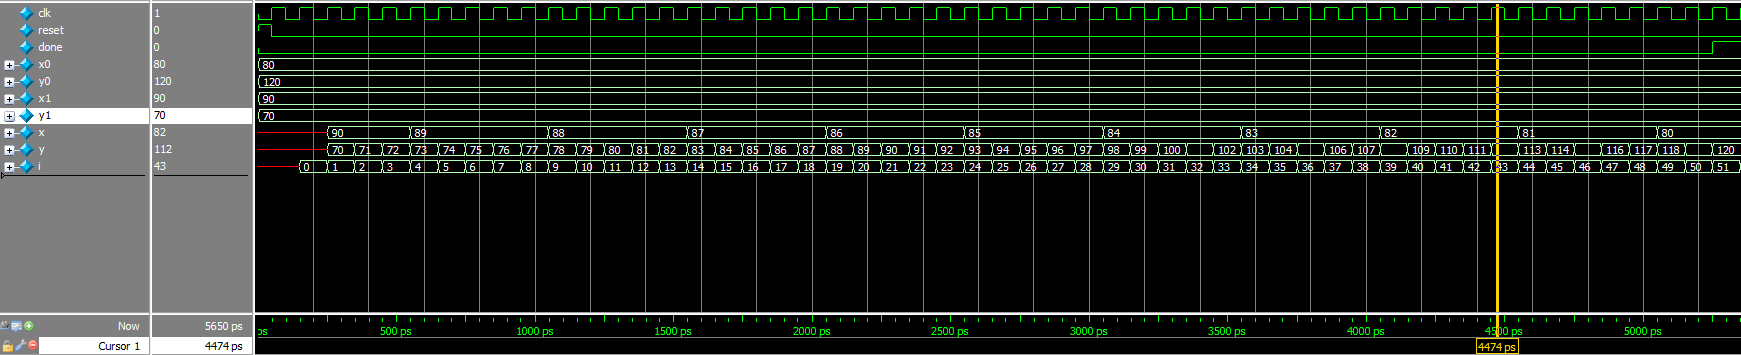 clk 1
reset 0
done 0
x0 80 80
y0 120 120
x1 90 90
y1 70 70
x 82 90 89 88 87 86 85 84 83 82 81 80
y 112 70 71 72 73 74 75 76 77 78 79 80 81 82 83 84 85 86 87 88 89 90 91 92 93 94 95 96 97 98 99 100 102 103 104 106 107 109 110 111 113 114 116 117 118 120
i 43 0 1 2 3 4 5 6 7 8 9 10 11 12 13 14 15 16 17 18 19 20 21 22 23 24 25 26 27 28 29 30 31 32 33 34 35 36 37 38 39 40 41 42 43 44 45 46 47 48 49 50 51
Now 5650 ps ps 500 ps 1000 ps 1500 ps 2000 ps 2500 ps 3000 ps 3500 ps 4000 ps 4500 ps 5000 ps
Cursor 1 4474 ps 4474 ps